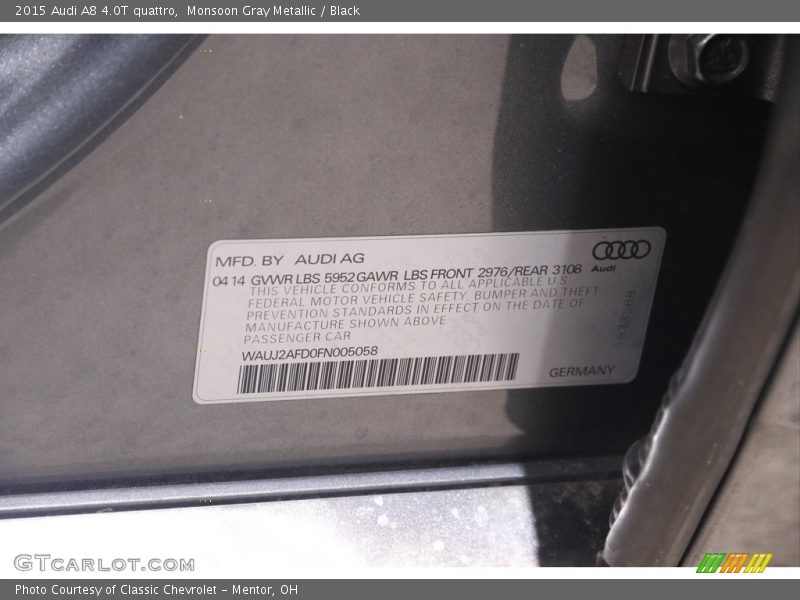 2015 Audi A8 4.0T quattro,  Monsoon Gray Metallic / Black
MFD. BY AUDI AG
04 14 GVWR LBS 5952 GAWR LBS FRONT 2976/REAR 3108
Audi
THIS VEHICLE CONFORMS TO ALL APPLICABLE U S
FEDERAL MOTOR VEHICLE SAFETY, BUMPER AND THEFT
PREVENTION STANDARDS IN EFFECT ON THE DATE OF
MANUFACTURE SHOWN ABOVE
PASSENGER CAR
WAUJ2AFD0FN005058
GERMANY
GTCARLOT.COM
Photo Courtesy of Classic Chevrolet - Mentor, OH